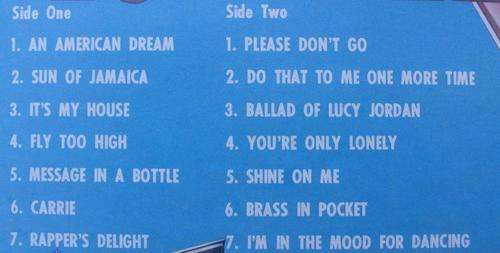 Side One
1. AN AMERICAN DREAM
2. SUN OF JAMAICA
3. IT'S MY HOUSE
4. FLY TOO HIGH
5. MESSAGE IN A BOTTLE
6. CARRIE
7. RAPPER'S DELIGHT
Side Two
1. PLEASE DON'T GO
2. DO THAT TO ME ONE MORE TIME
3. BALLAD OF LUCY JORDAN
4. YOU'RE ONLY LONELY
5. SHINE ON ME
6. BRASS IN POCKET
7. I'M IN THE MOOD FOR DANCING